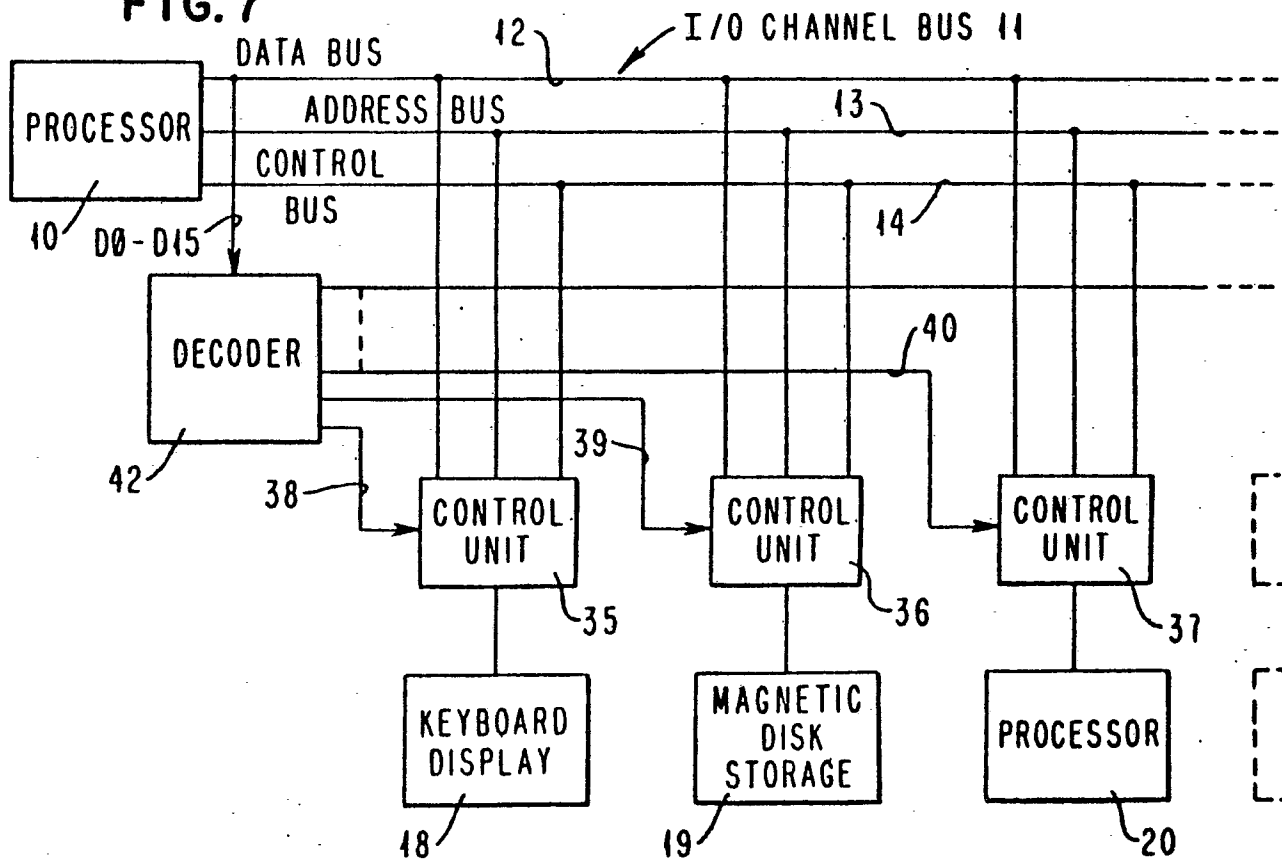 FIG. 7
I/O CHANNEL BUS 11
12
DATA BUS
PROCESSOR
ADDRESS BUS
13
CONTROL
BUS
14
10
DØ-D15
DECODER
40
42
38
39
CONTROL
UNIT
35
CONTROL
UNIT
36
CONTROL
UNIT
37
KEYBOARD
DISPLAY
18
MAGNETIC
DISK
STORAGE
19
PROCESSOR
20